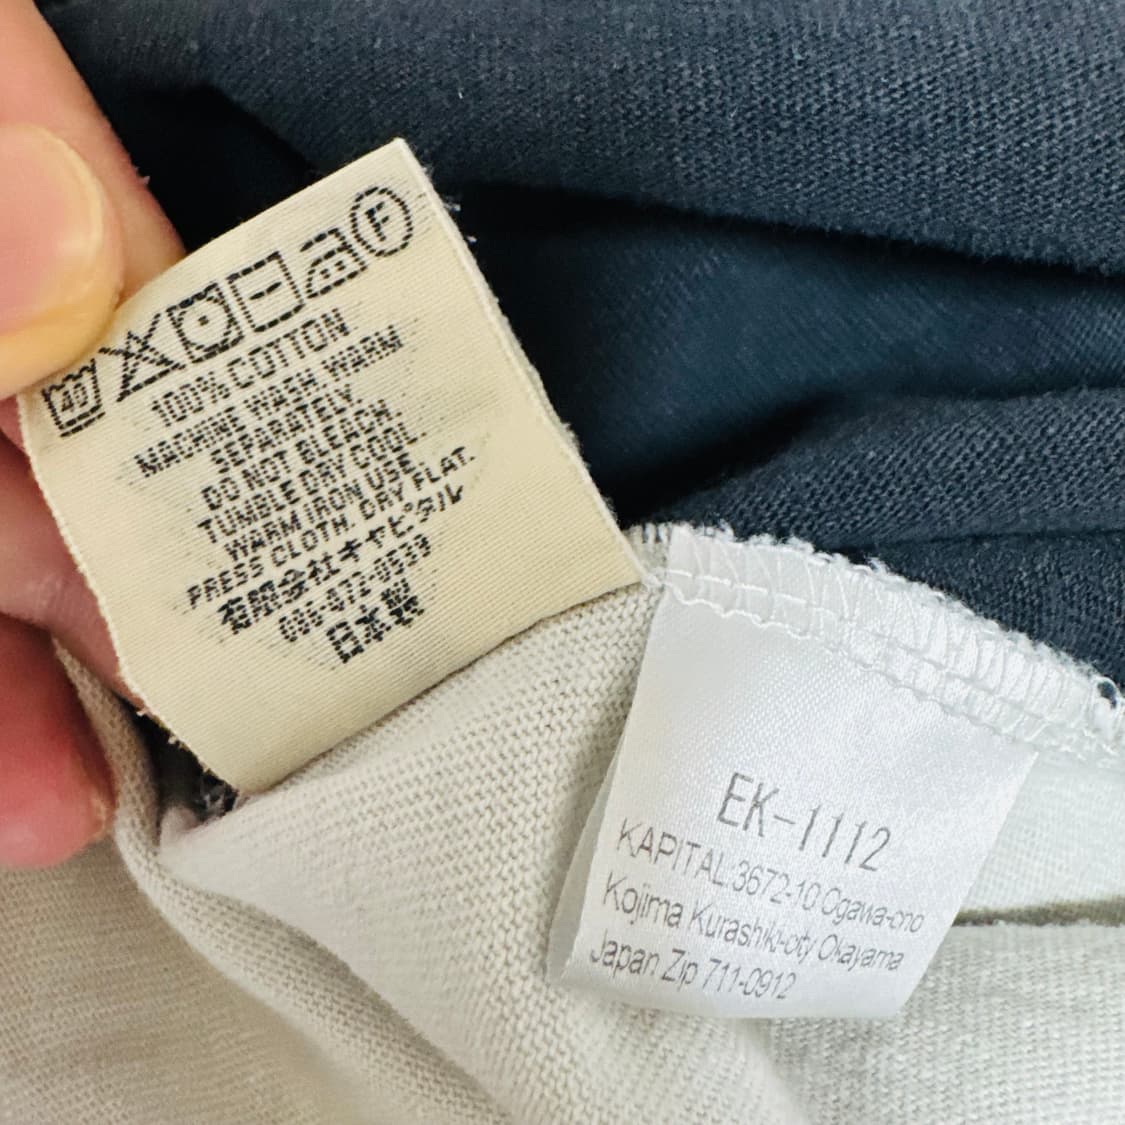 40
F
100% COTTON
MACHINE WASH WARM
SEPARATELY
DO NOT BLEACH
TUMBLE DRY COOL.
WARM IRON USE
PRESS CLOTH. DRY FLAT.
有限会社キャピタル
086-472-0539
日本製
EK-1112
KAPITAL 3672-10 Ogawa-cho
Kojima Kurashiki-city Okayama
Japan Zip 711-0912